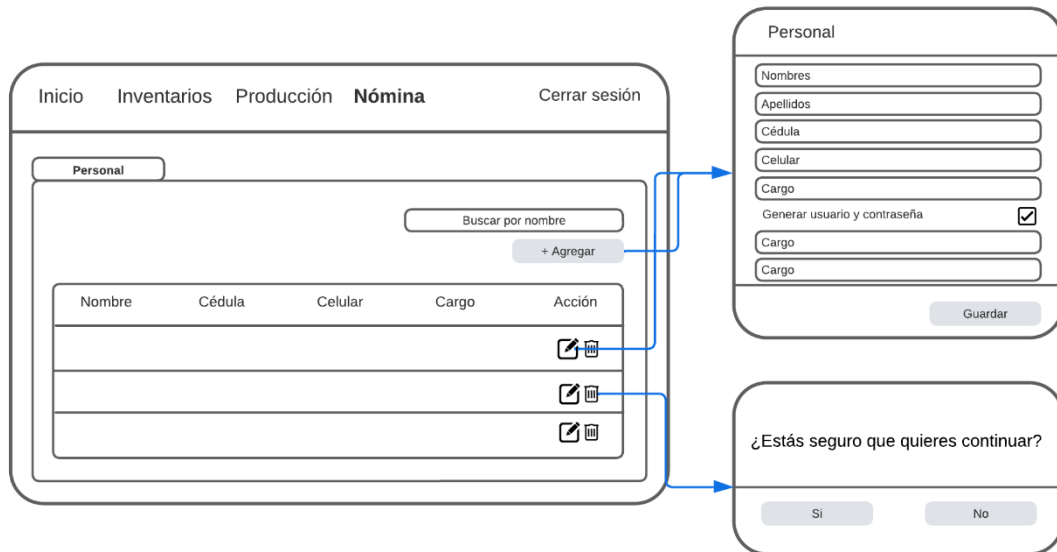 Inicio Inventarios Producción Nómina Cerrar sesión
Personal
Buscar por nombre
+ Agregar
Nombre Cédula Celular Cargo Acción
Personal
Nombres
Apellidos
Cédula
Celular
Cargo
Generar usuario y contraseña
Cargo
Cargo
Guardar
¿Estás seguro que quieres continuar?
Si No